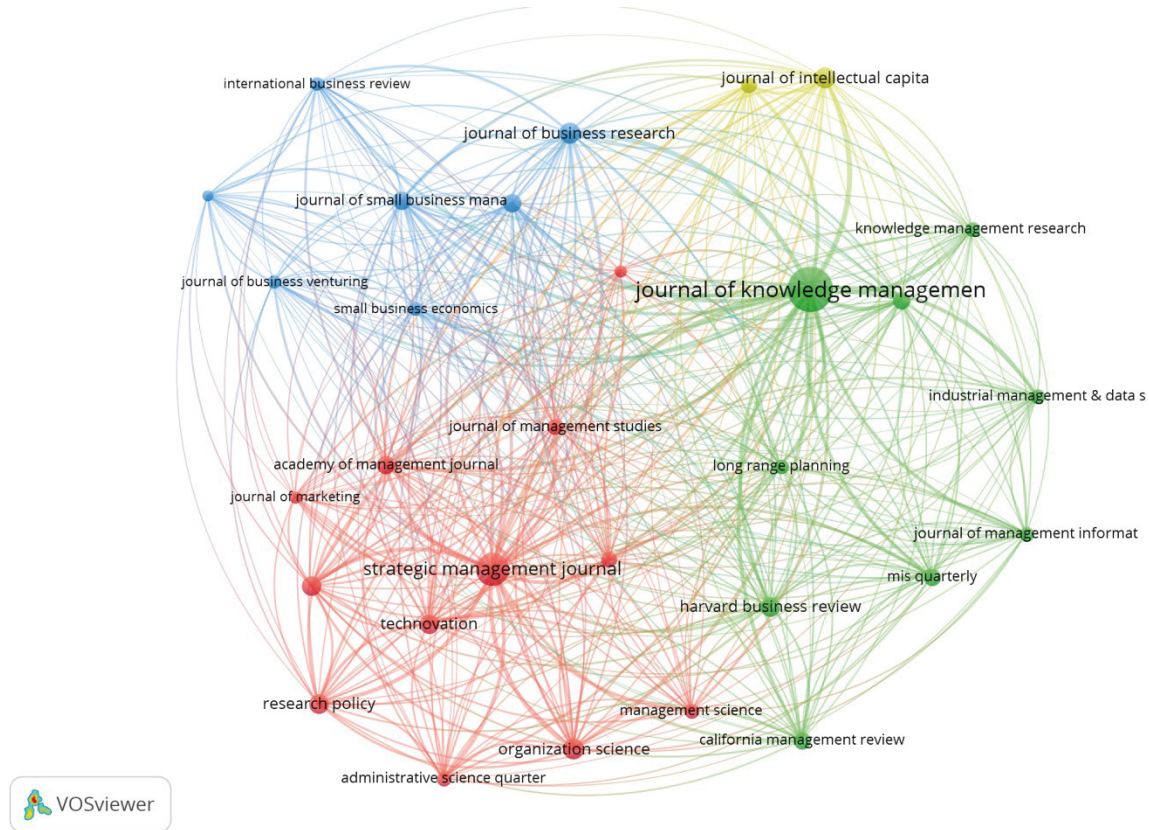 journal of intellectual capita
international business review
journal of business research
journal of small business mana
knowledge management research
journal of business venturing
journal of knowledge managemen
small business economics
industrial management & data s
journal of management studies
academy of management journal
long range planning
journal of marketing
journal of management informat
strategic management journal
mis quarterly
harvard business review
technovation
research policy
management science
california management review
organization science
administrative science quarter
VOSviewer